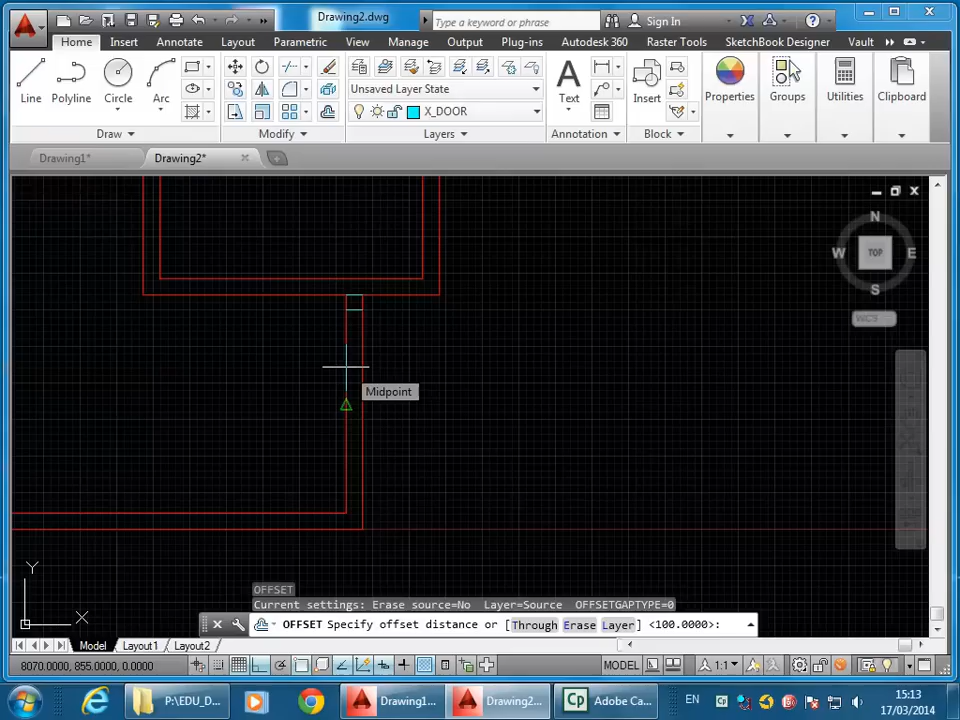 Drawing2.dwg
Type a keyword or phrase
Sign In
Home Insert Annotate Layout Parametric View Manage Output Plug-ins Autodesk 360 Raster Tools SketchBook Designer Vault
Line Polyline Circle Arc
Unsaved Layer State
X_DOOR
Text Insert Properties Groups Utilities Clipboard
Draw Modify Layers Annotation Block
Drawing1* Drawing2*
N
W TOP E
S
WCS
Midpoint
Y
X
OFFSET
Current settings: Erase source=No Layer=Source OFFSETGAPTYPE=0
OFFSET Specify offset distance or [Through Erase Layer] <100.0000>:
Model Layout1 Layout2
8070.0000, 855.0000, 0.0000 MODEL 1:1
P:\EDU_D... Drawing1... Drawing2... Cp Adobe Ca... EN Cp 15:13
17/03/2014